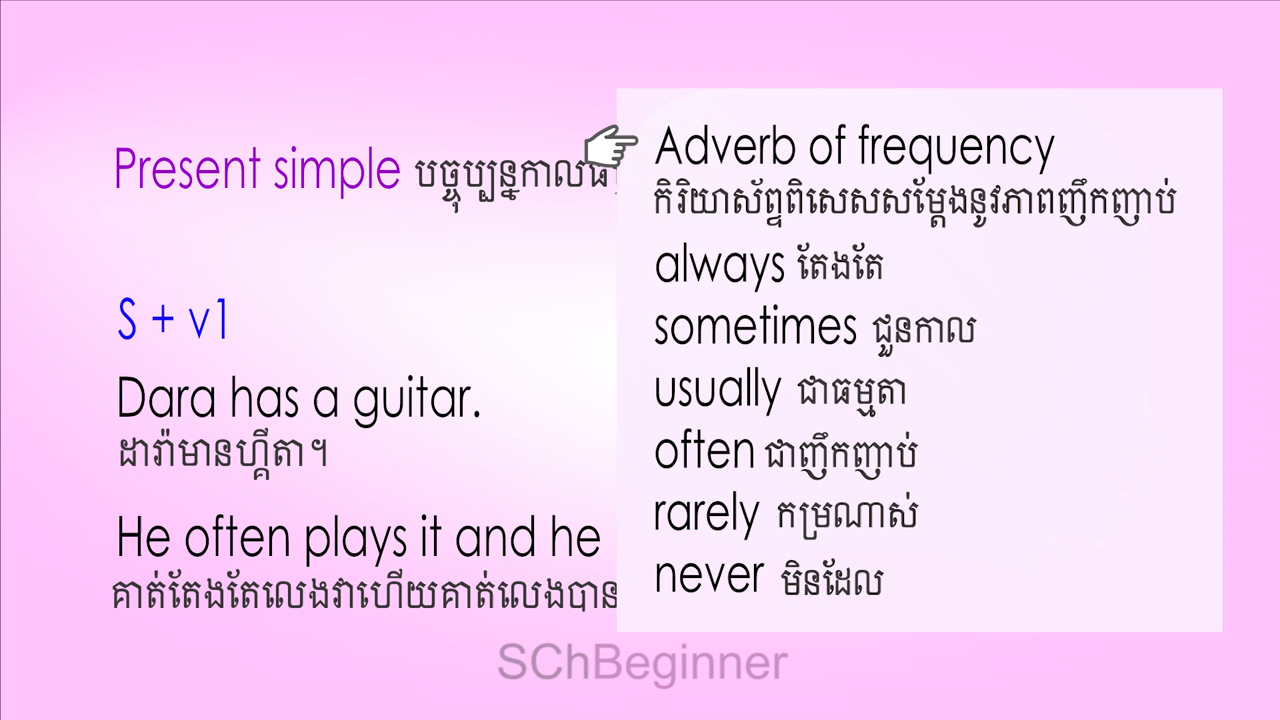 Present simple បច្ចុប្បន្នកាល
S + v1
Dara has a guitar.
ដារ៉ាមានហ្គីតា។
He often plays it and he
គាត់តែងតែលេងវាហើយគាត់លេងបាន
Adverb of frequency
កិរិយាស័ព្ទពិសេសសម្ដែងនូវភាពញឹកញាប់
always តែងតែ
sometimes ជួនកាល
usually ជាធម្មតា
often ជាញឹកញាប់
rarely កម្រណាស់
never មិនដែល
SChBeginner